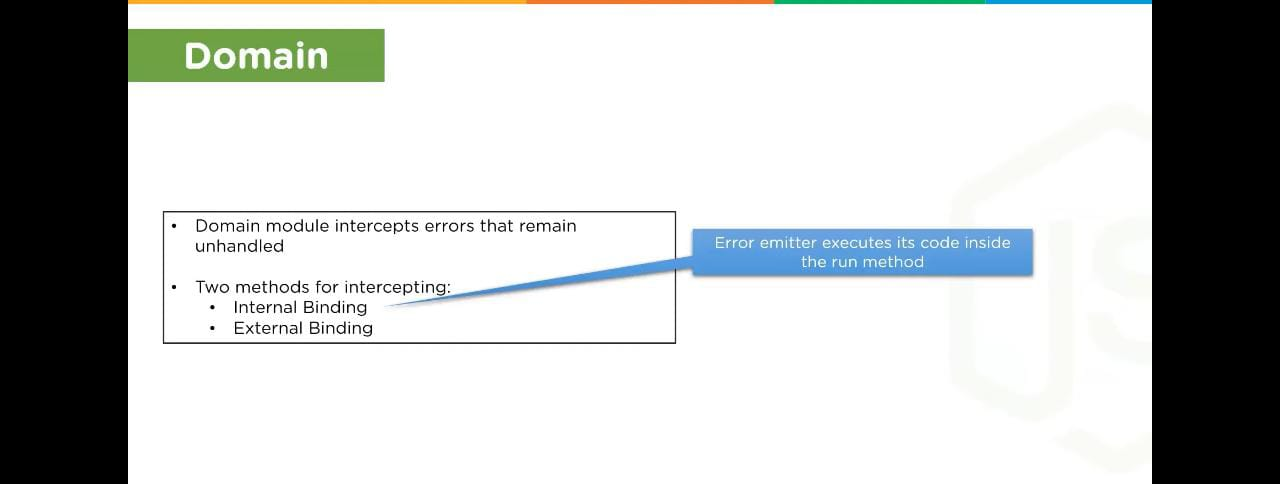 Domain
• Domain module intercepts errors that remain
unhandled
• Two methods for intercepting:
• Internal Binding
• External Binding
Error emitter executes its code inside
the run method
JS